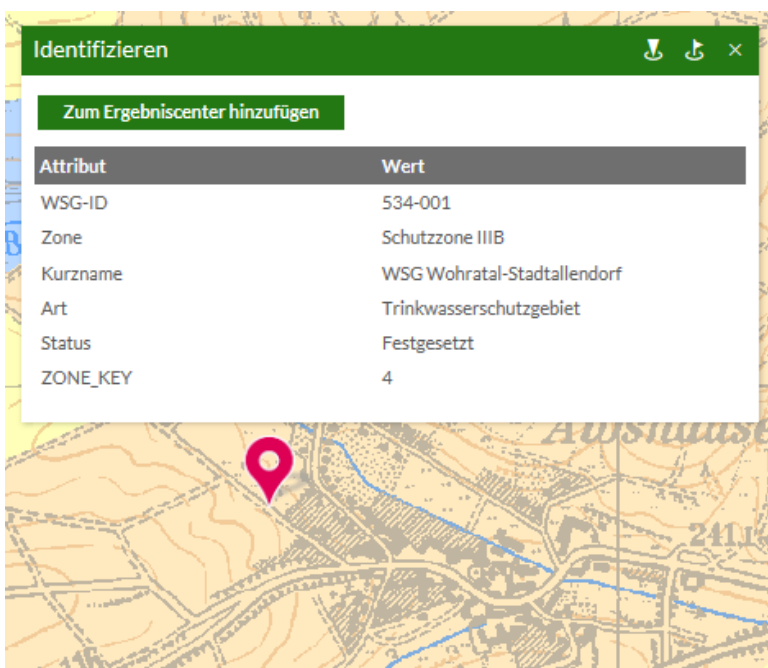 Identifizieren
Zum Ergebniscenter hinzufügen
Attribut Wert
WSG-ID 534-001
Zone Schutzzone IIIB
Kurzname WSG Wohratal-Stadtallendorf
Art Trinkwasserschutzgebiet
Status Festgesetzt
ZONE_KEY 4